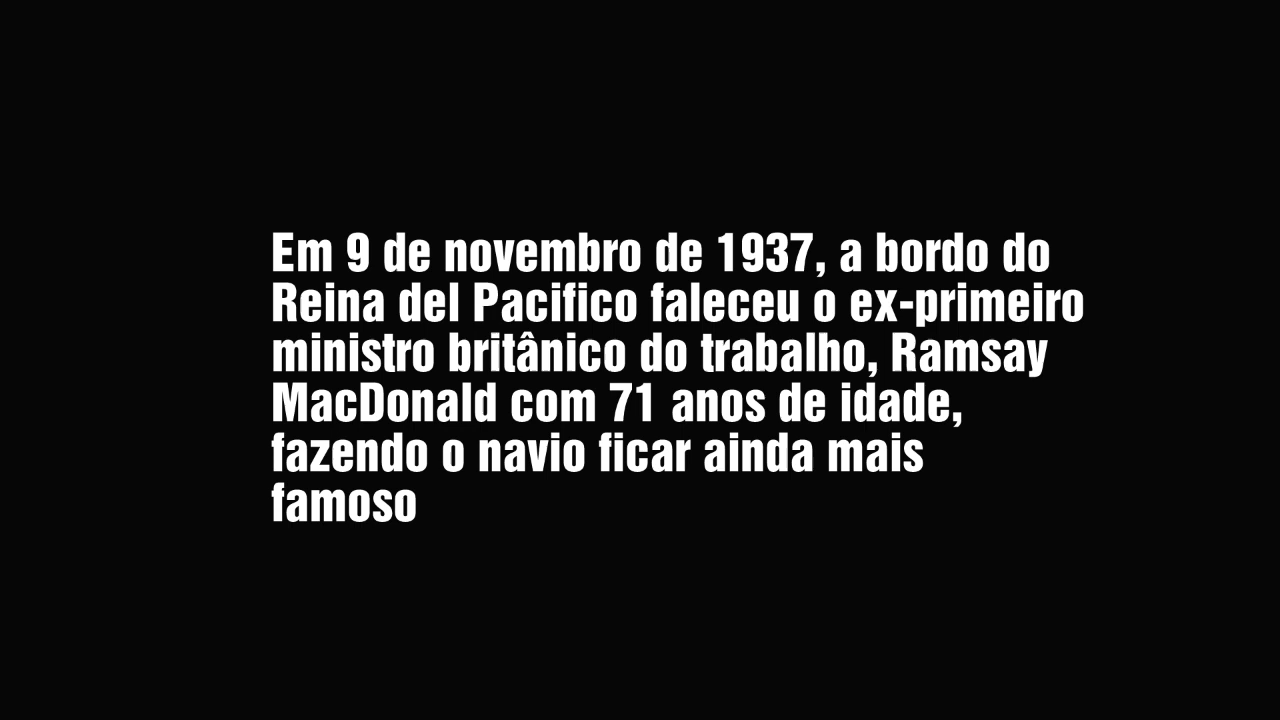 Em 9 de novembro de 1937, a bordo do
Reina del Pacifico faleceu o ex-primeiro
ministro britânico do trabalho, Ramsay
MacDonald com 71 anos de idade,
fazendo o navio ficar ainda mais
famoso